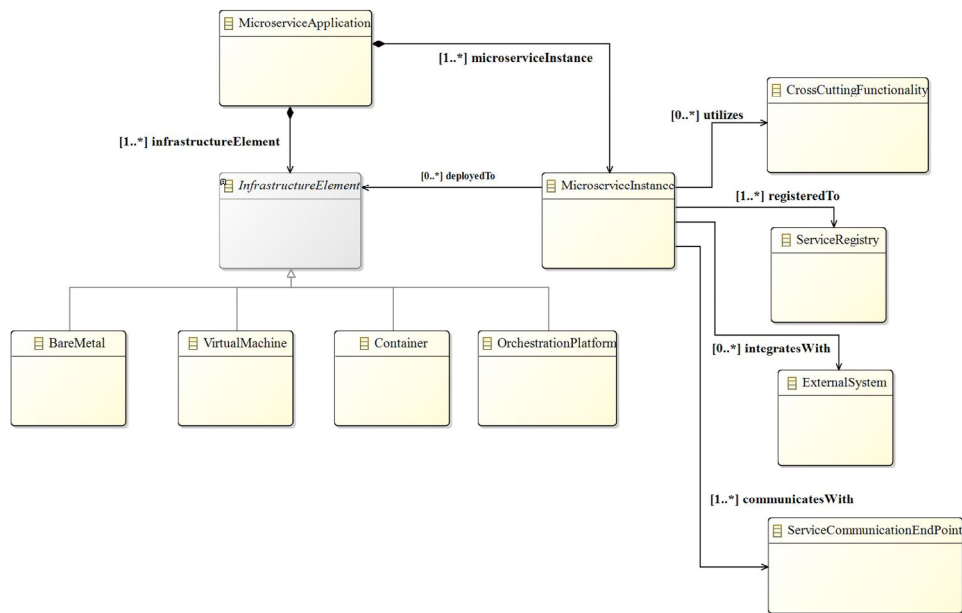 MicroserviceApplication
[1..*] microserviceInstance
CrossCuttingFunctionality
[0..*] utilizes
[1..*] infrastructureElement
InfrastructureElement
[0..*] deployedTo
MicroserviceInstance
[1..*] registeredTo
ServiceRegistry
BareMetal
VirtualMachine
Container
OrchestrationPlatform
[0..*] integratesWith
ExternalSystem
[1..*] communicatesWith
ServiceCommunicationEndPoint